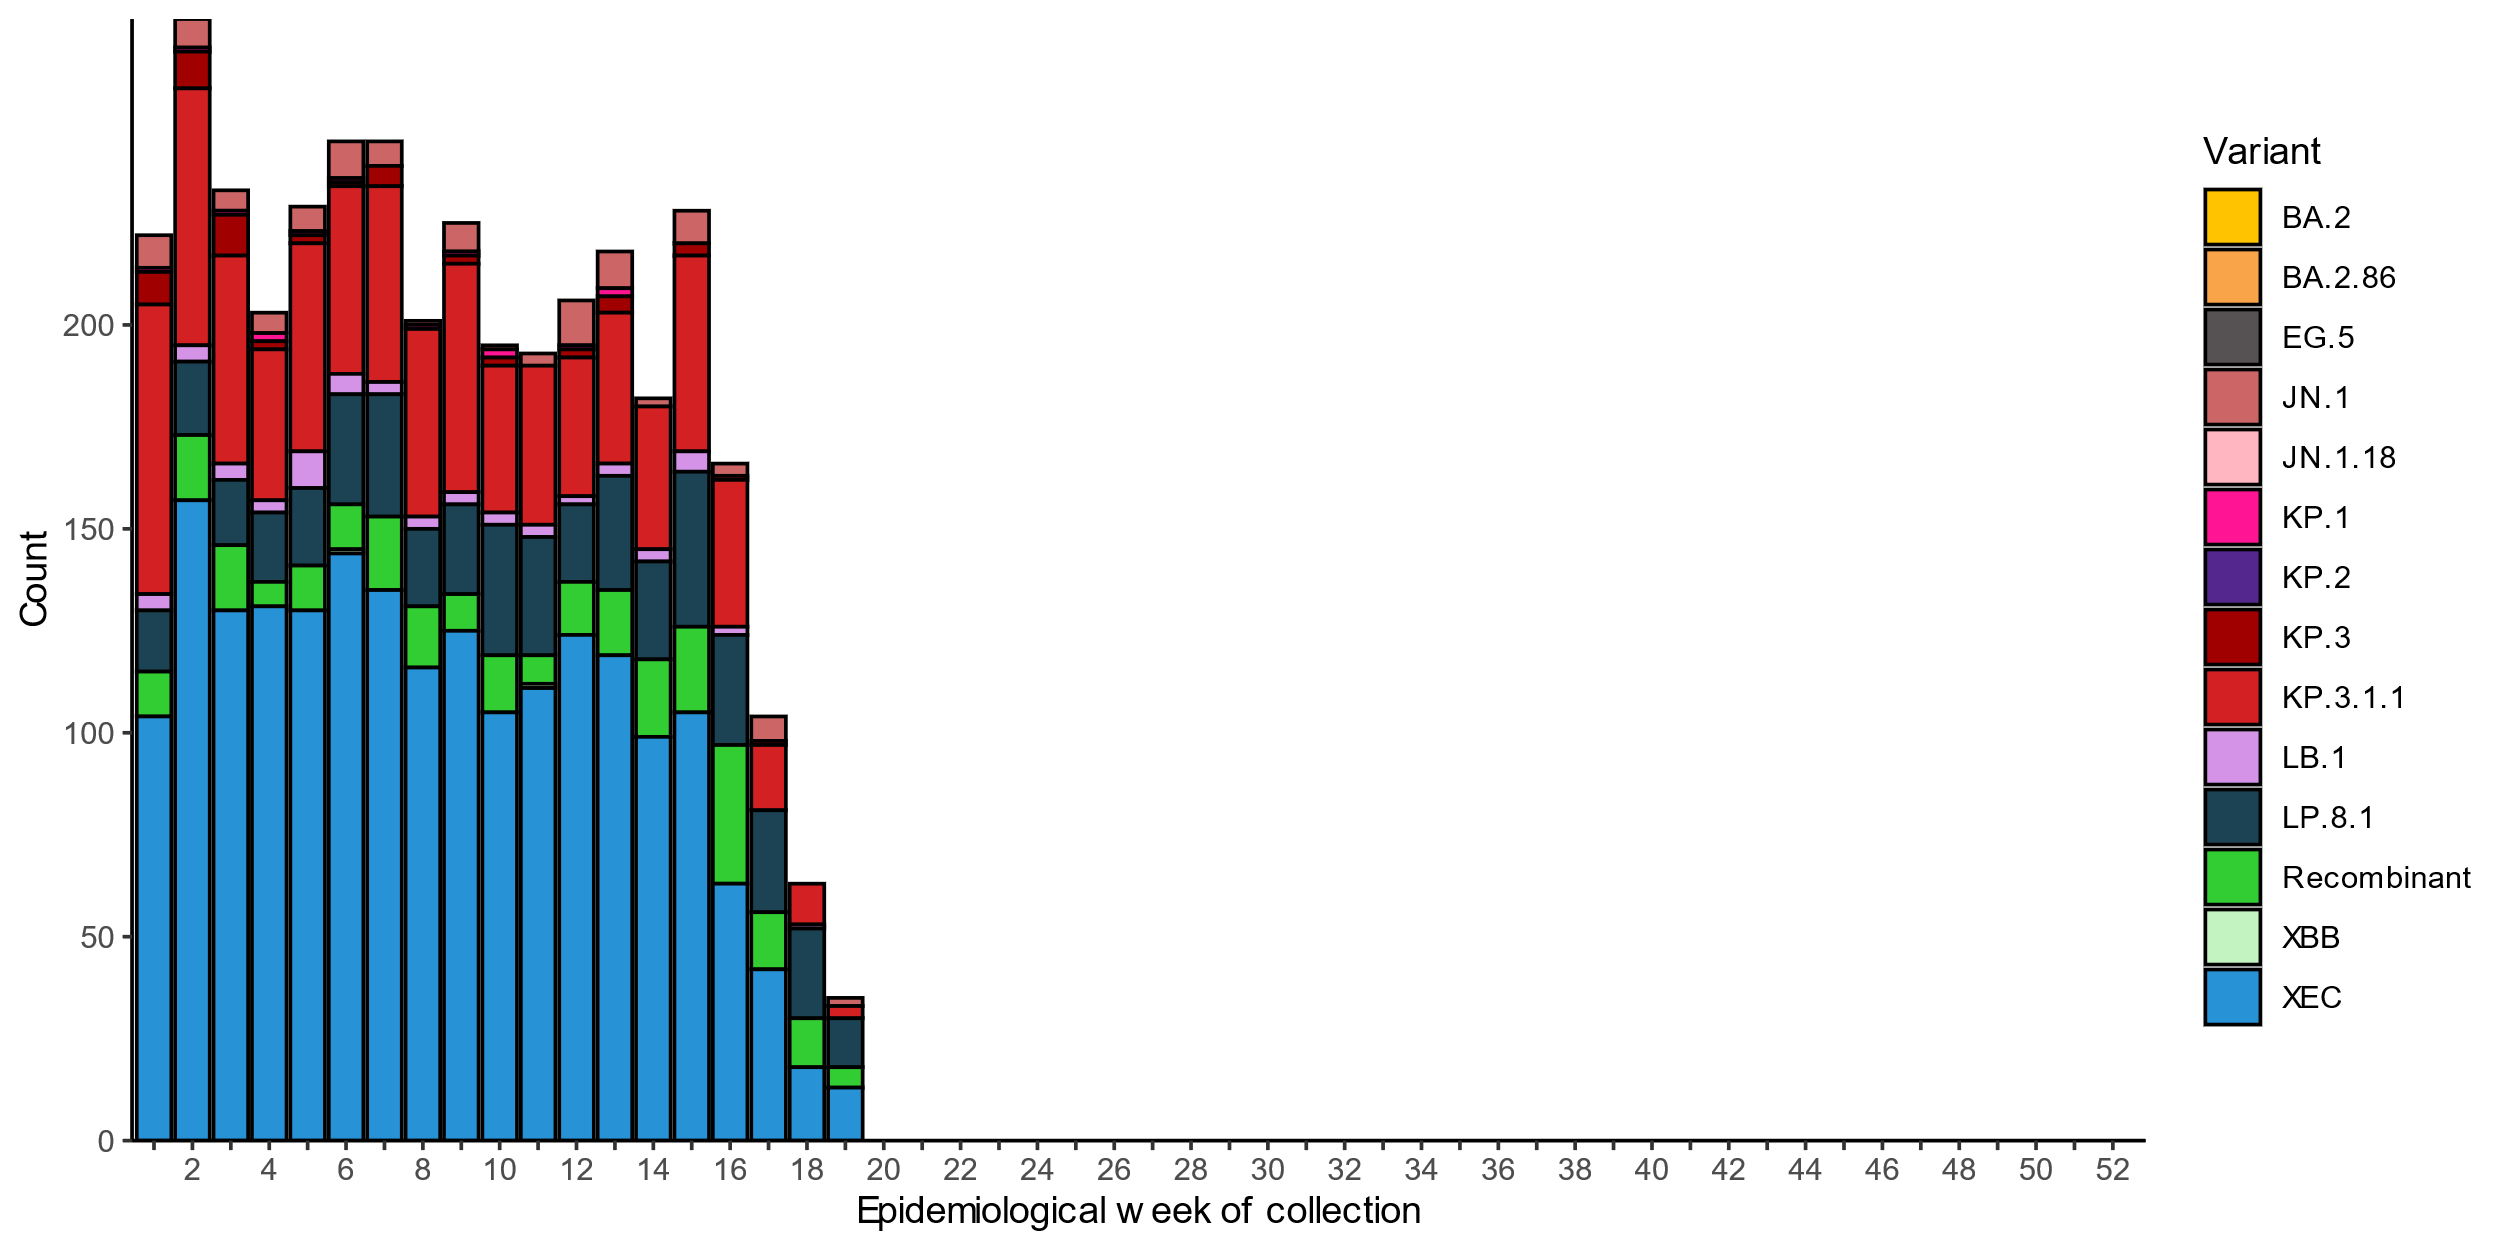 200
150
100
50
0
Count
2 4 6 8 10 12 14 16 18 20 22 24 26 28 30 32 34 36 38 40 42 44 46 48 50 52
Epidemiological week of collection
Variant
BA.2
BA.2.86
EG.5
JN.1
JN.1.18
KP.1
KP.2
KP.3
KP.3.1.1
LB.1
LP.8.1
Recombinant
XBB
XEC